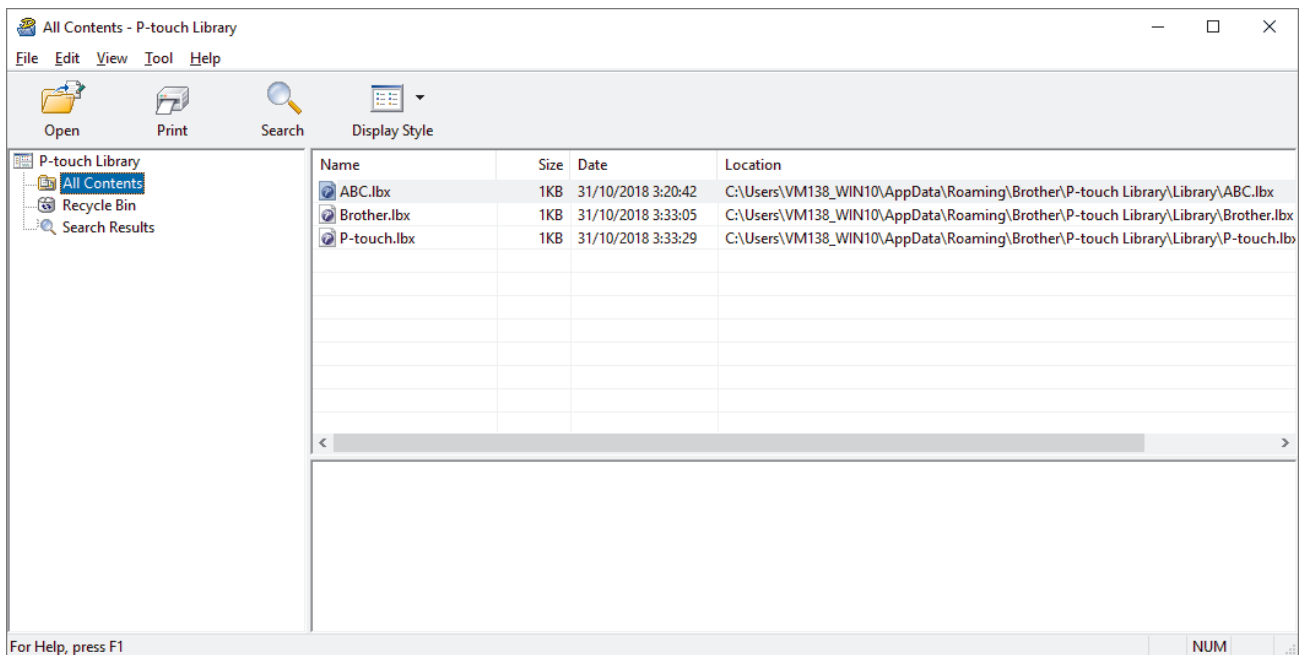 All Contents - P-touch Library
File Edit View Tool Help
Open Print Search Display Style
P-touch Library
All Contents
Recycle Bin
Search Results
Name Size Date Location
ABC.lbx 1KB 31/10/2018 3:20:42 C:\Users\VM138_WIN10\AppData\Roaming\Brother\P-touch Library\Library\ABC.lbx
Brother.lbx 1KB 31/10/2018 3:33:05 C:\Users\VM138_WIN10\AppData\Roaming\Brother\P-touch Library\Library\Brother.lbx
P-touch.lbx 1KB 31/10/2018 3:33:29 C:\Users\VM138_WIN10\AppData\Roaming\Brother\P-touch Library\Library\P-touch.lbx
For Help, press F1 NUM